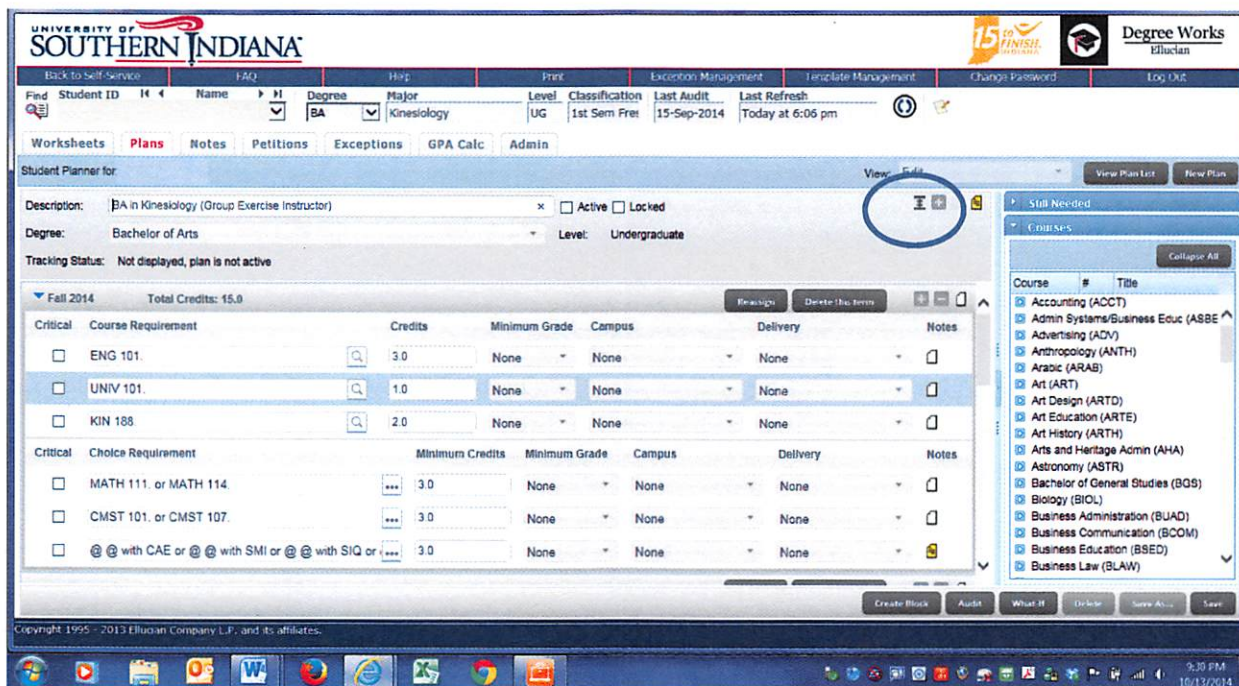 UNIVERSITY OF
SOUTHERN INDIANA
15 to FINISH. INDIANA
Degree Works
Ellucian
Back to Self-Service FAQ Help Print Exception Management Template Management Change Password Log Out
Find Student ID Name Degree Major Level Classification Last Audit Last Refresh
BA Kinesiology UG 1st Sem Fres 15-Sep-2014 Today at 6:06 pm
Worksheets Plans Notes Petitions Exceptions GPA Calc Admin
Student Planner for: View: Edit View Plan List New Plan
Description: BA in Kinesiology (Group Exercise Instructor) × Active Locked
Degree: Bachelor of Arts Level: Undergraduate
Tracking Status: Not displayed, plan is not active
Fall 2014 Total Credits: 15.0 Reassign Delete this term
Critical Course Requirement Credits Minimum Grade Campus Delivery Notes
ENG 101. 3.0 None None None
UNIV 101. 1.0 None None None
KIN 188. 2.0 None None None
Critical Choice Requirement Minimum Credits Minimum Grade Campus Delivery Notes
MATH 111. or MATH 114. ... 3.0 None None None
CMST 101. or CMST 107. ... 3.0 None None None
@ @ with CAE or @ @ with SMI or @ @ with SIQ or ... 3.0 None None None
Still Needed
Courses
Collapse All
Course # Title
Accounting (ACCT)
Admin Systems/Business Educ (ASBE
Advertising (ADV)
Anthropology (ANTH)
Arabic (ARAB)
Art (ART)
Art Design (ARTD)
Art Education (ARTE)
Art History (ARTH)
Arts and Heritage Admin (AHA)
Astronomy (ASTR)
Bachelor of General Studies (BGS)
Biology (BIOL)
Business Administration (BUAD)
Business Communication (BCOM)
Business Education (BSED)
Business Law (BLAW)
Create Block Audit What-If Delete Save As... Save
Copyright 1995 - 2013 Ellucian Company L.P. and its affiliates.
9:30 PM
10/13/2014